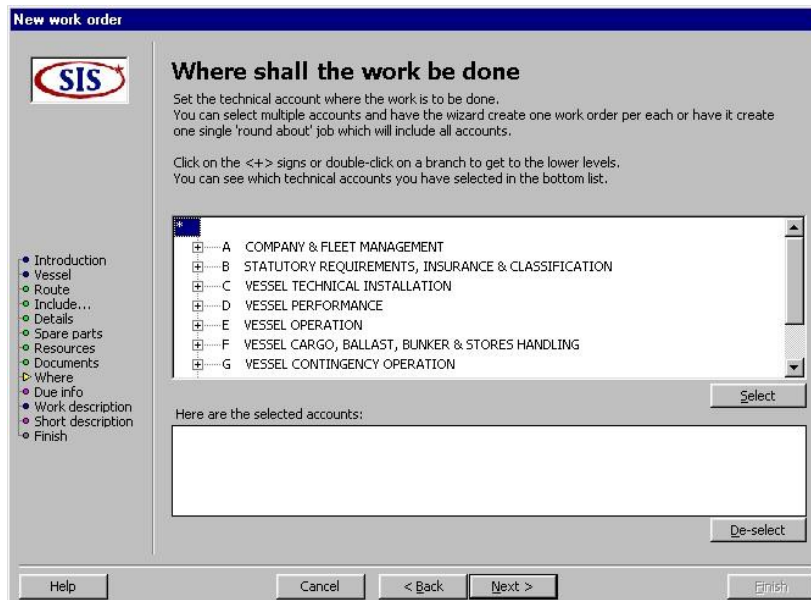 New work order
SIS
Where shall the work be done
Set the technical account where the work is to be done.
You can select multiple accounts and have the wizard create one work order per each or have it create
one single 'round about' job which will include all accounts.
Click on the <+> signs or double-click on a branch to get to the lower levels.
You can see which technical accounts you have selected in the bottom list.
Introduction
Vessel
Route
Include...
Details
Spare parts
Resources
Documents
Where
Due info
Work description
Short description
Finish
*
A COMPANY & FLEET MANAGEMENT
B STATUTORY REQUIREMENTS, INSURANCE & CLASSIFICATION
C VESSEL TECHNICAL INSTALLATION
D VESSEL PERFORMANCE
E VESSEL OPERATION
F VESSEL CARGO, BALLAST, BUNKER & STORES HANDLING
G VESSEL CONTINGENCY OPERATION
Select
Here are the selected accounts:
De-select
Help Cancel < Back Next > Finish